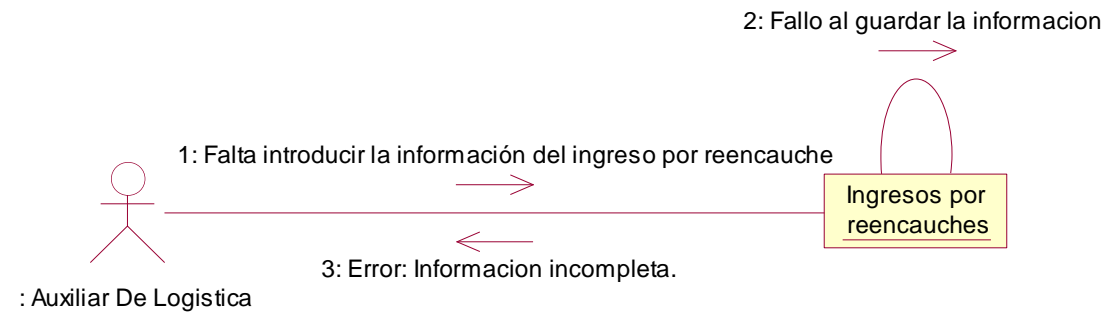 2: Fallo al guardar la informacion
1: Falta introducir la información del ingreso por reencauche
Ingresos por
reencauches
3: Error: Informacion incompleta.
: Auxiliar De Logistica